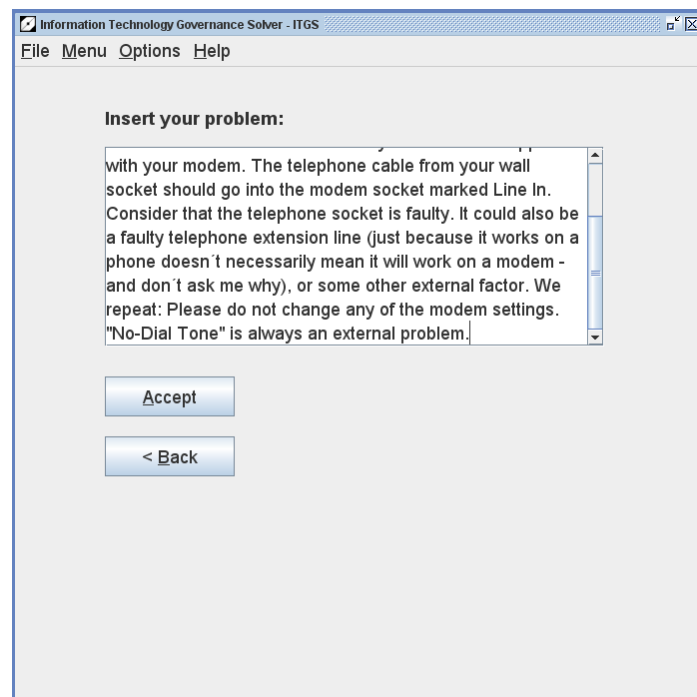 Information Technology Governance Solver - ITGS
File Menu Options Help
Insert your problem:
with your modem. The telephone cable from your wall
socket should go into the modem socket marked Line In.
Consider that the telephone socket is faulty. It could also be
a faulty telephone extension line (just because it works on a
phone doesn´t necessarily mean it will work on a modem -
and don´t ask me why), or some other external factor. We
repeat: Please do not change any of the modem settings.
"No-Dial Tone" is always an external problem.
Accept
< Back